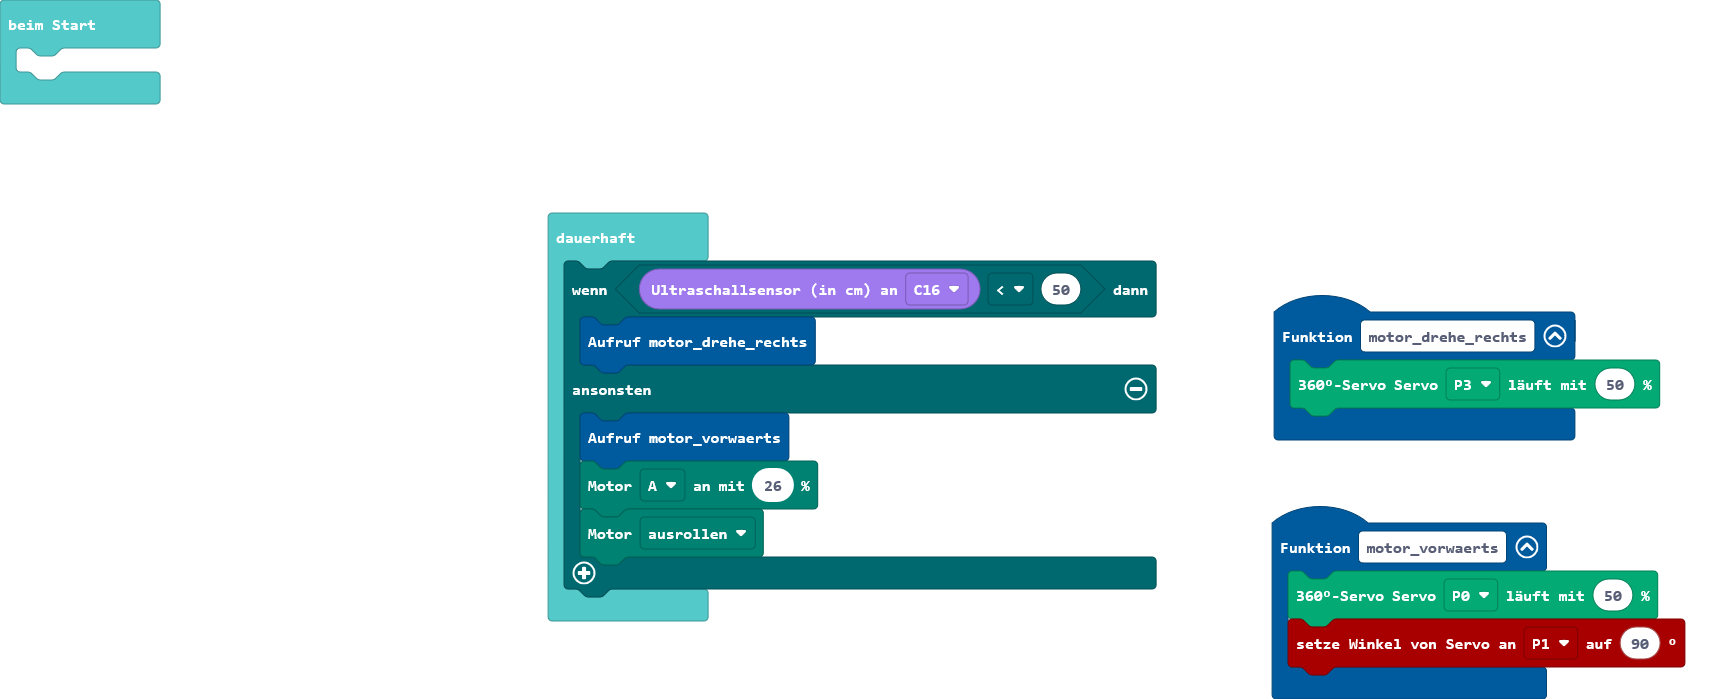 beim Start
dauerhaft
wenn Ultraschallsensor (in cm) an C16 < 50 dann
Aufruf motor_drehe_rechts
ansonsten
Aufruf motor_vorwaerts
Motor A an mit 26 %
Motor ausrollen
Funktion motor_drehe_rechts
360°-Servo Servo P3 läuft mit 50 %
Funktion motor_vorwaerts
360°-Servo Servo P0 läuft mit 50 %
setze Winkel von Servo an P1 auf 90 °